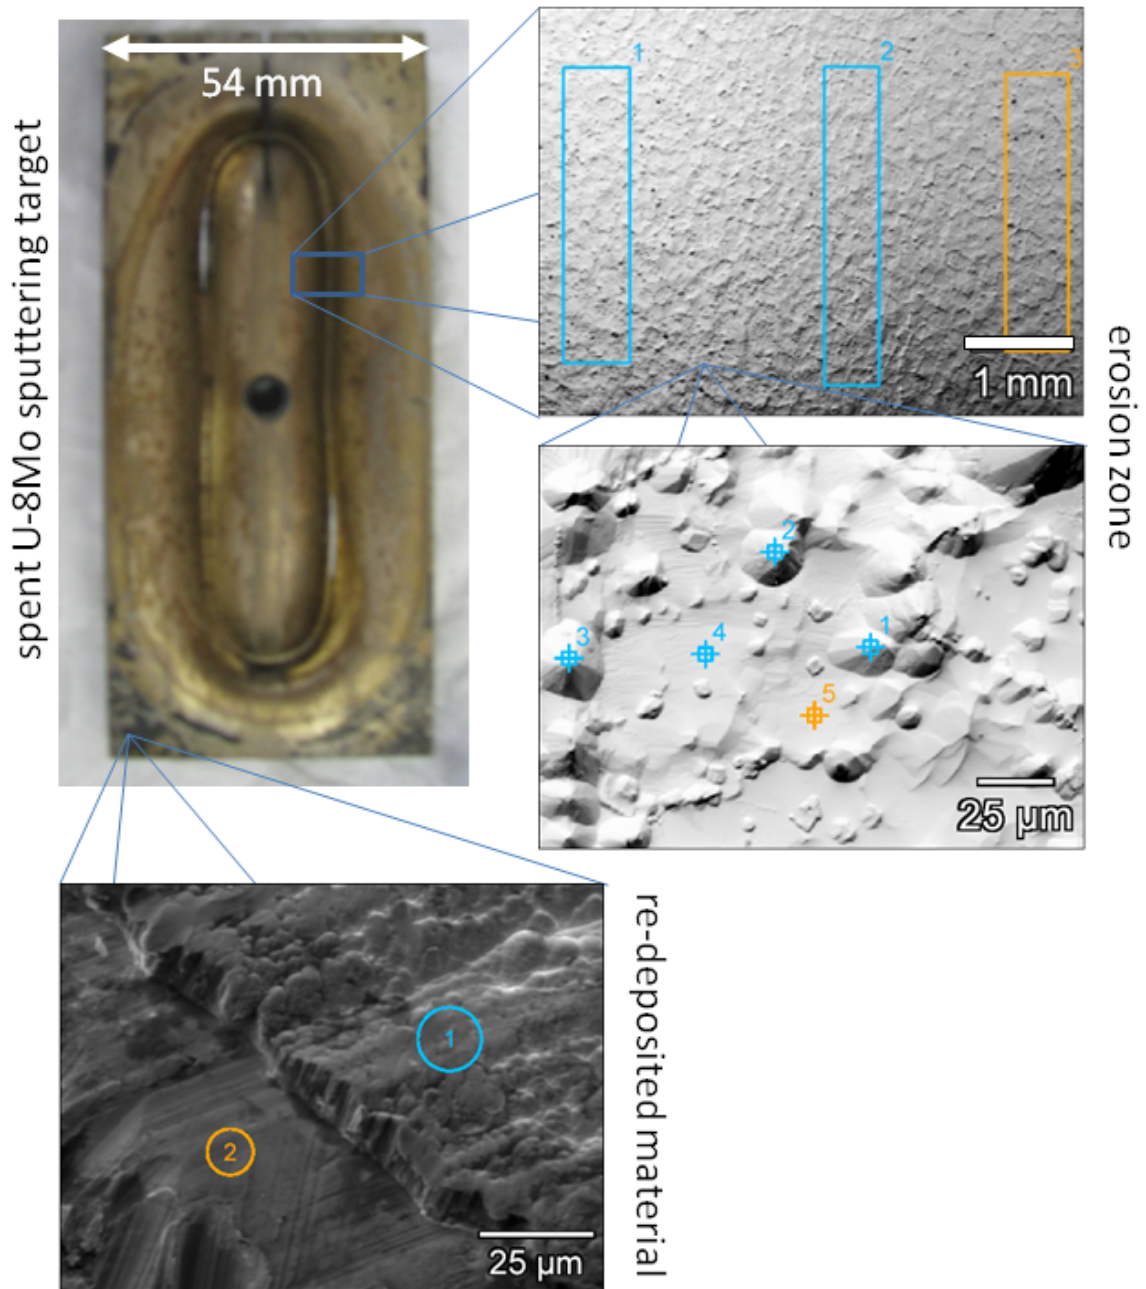 spent U-8Mo sputtering target
54 mm
1
2
3
1 mm
erosion zone
2
3
4
1
5
25 µm
1
2
25 µm
re-deposited material